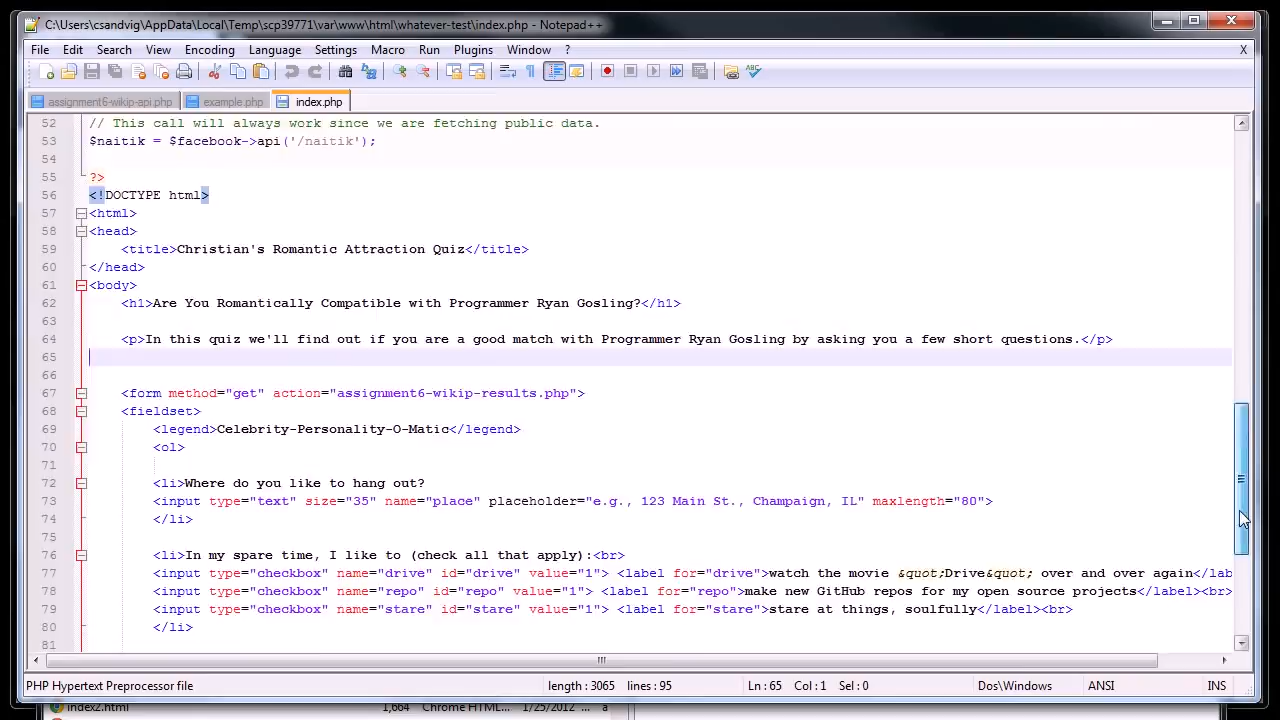 C:\Users\csandvig\AppData\Local\Temp\scp39771\var\www\html\whatever-test\index.php - Notepad++
File Edit Search View Encoding Language Settings Macro Run Plugins Window ? X
assignment6-wikip-api.php example.php index.php
52 // This call will always work since we are fetching public data.
53 $naitik = $facebook->api('/naitik');
54
55 ?>
56 <!DOCTYPE html>
57 <html>
58 <head>
59 <title>Christian's Romantic Attraction Quiz</title>
60 </head>
61 <body>
62 <h1>Are You Romantically Compatible with Programmer Ryan Gosling?</h1>
63
64 <p>In this quiz we'll find out if you are a good match with Programmer Ryan Gosling by asking you a few short questions.</p>
65
66
67 <form method="get" action="assignment6-wikip-results.php">
68 <fieldset>
69 <legend>Celebrity-Personality-O-Matic</legend>
70 <ol>
71
72 <li>Where do you like to hang out?
73 <input type="text" size="35" name="place" placeholder="e.g., 123 Main St., Champaign, IL" maxlength="80">
74 </li>
75
76 <li>In my spare time, I like to (check all that apply):<br>
77 <input type="checkbox" name="drive" id="drive" value="1"> <label for="drive">watch the movie &quot;Drive&quot; over and over again</lab
78 <input type="checkbox" name="repo" id="repo" value="1"> <label for="repo">make new GitHub repos for my open source projects</label><br>
79 <input type="checkbox" name="stare" id="stare" value="1"> <label for="stare">stare at things, soulfully</label><br>
80 </li>
81
PHP Hypertext Preprocessor file length : 3065 lines : 95 Ln : 65 Col : 1 Sel : 0 Dos\Windows ANSI INS
index2.html 1,664 Chrome HTML ... 1/25/2012 ... a